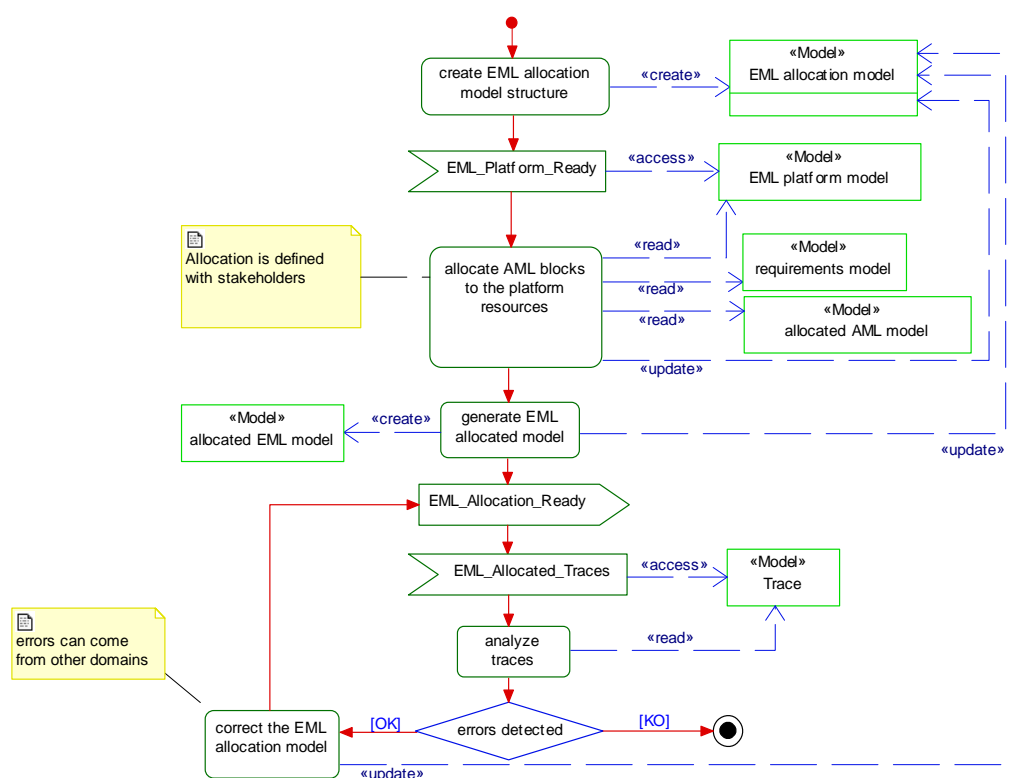 create EML allocation
model structure
«create»
«Model»
EML allocation model
EML_Platform_Ready
«access»
«Model»
EML platform model
Allocation is defined
with stakeholders
allocate AML blocks
to the platform
resources
«read»
«Model»
requirements model
«read»
«Model»
allocated AML model
«read»
«update»
«Model»
allocated EML model
«create»
generate EML
allocated model
«update»
EML_Allocation_Ready
EML_Allocated_Traces
«access»
«Model»
Trace
errors can come
from other domains
analyze
traces
«read»
correct the EML
allocation model
[OK]
errors detected
[KO]
«update»